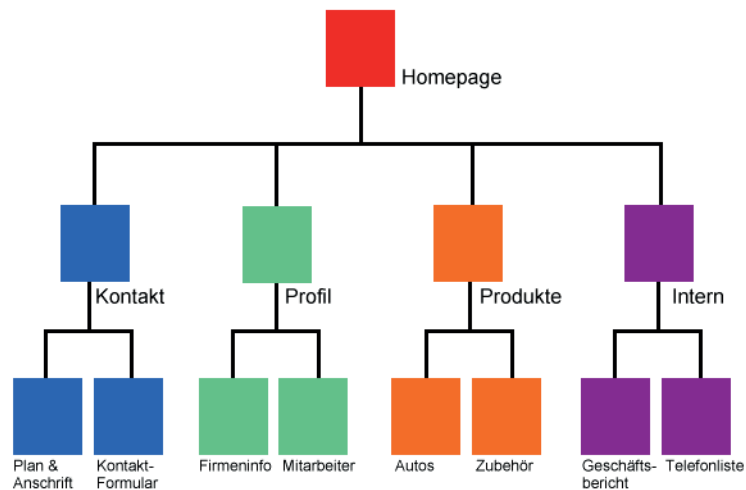 Homepage
Kontakt
Profil
Produkte
Intern
Plan &
Anschrift
Kontakt-
Formular
Firmeninfo
Mitarbeiter
Autos
Zubehör
Geschäfts-
bericht
Telefonliste